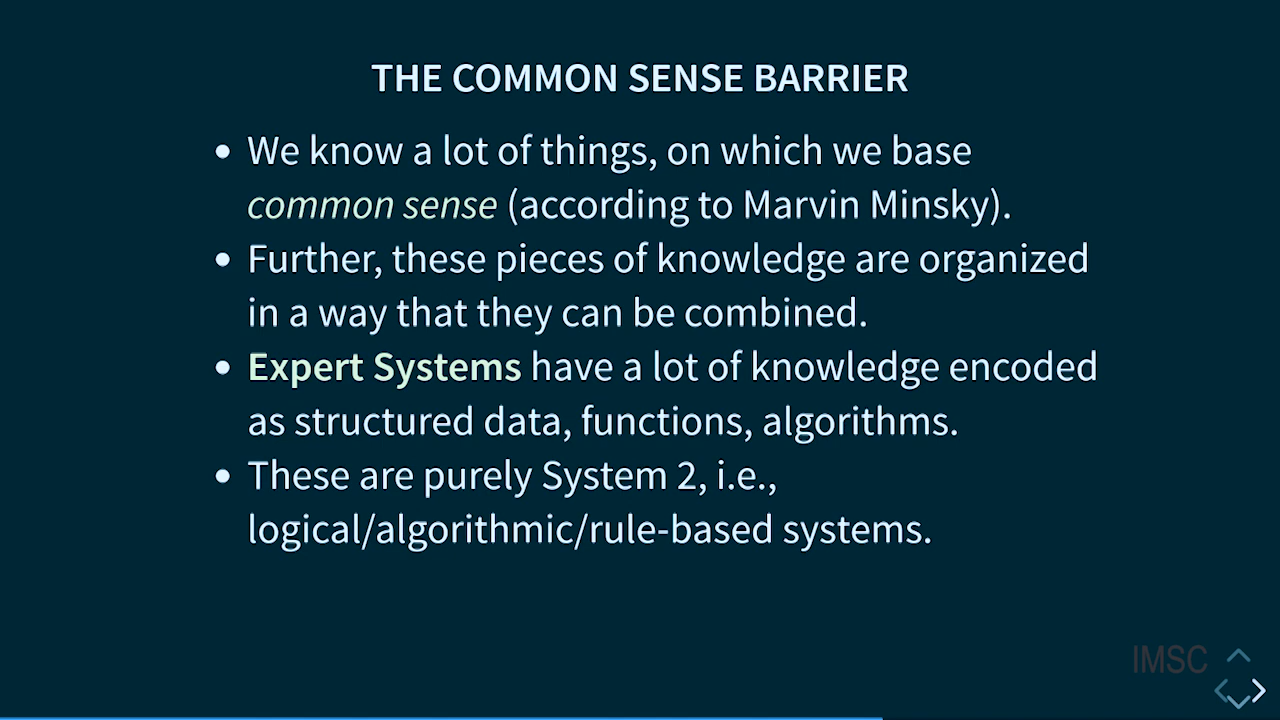 THE COMMON SENSE BARRIER
• We know a lot of things, on which we base
common sense (according to Marvin Minsky).
• Further, these pieces of knowledge are organized
in a way that they can be combined.
• Expert Systems have a lot of knowledge encoded
as structured data, functions, algorithms.
• These are purely System 2, i.e.,
logical/algorithmic/rule-based systems.
IMSC